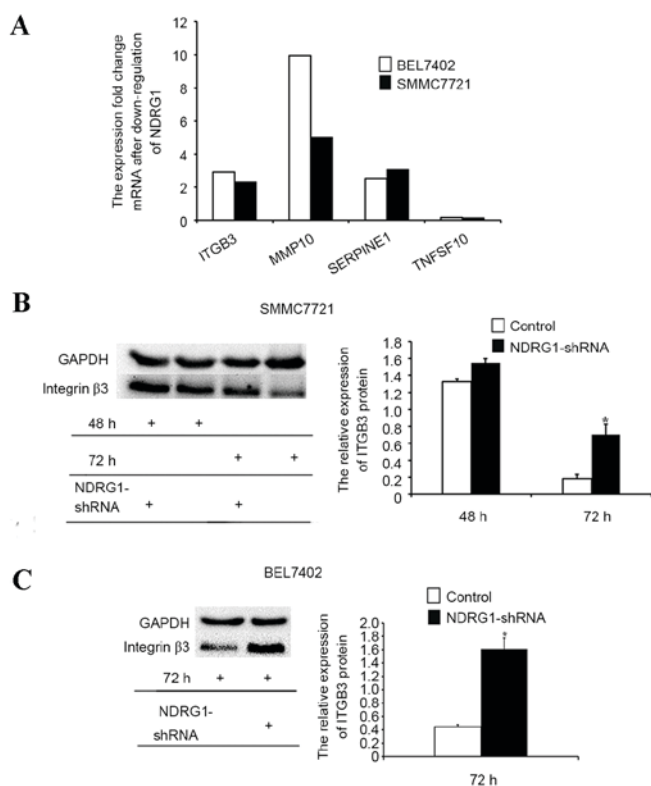 A
The expression fold change
mRNA after down-regulation
of NDRG1
12
10
8
6
4
2
0
BEL7402
SMMC7721
ITGB3
MMP10
SERPINE1
TNFSF10
B
SMMC7721
GAPDH
Integrin β3
48 h + +
72 h + +
NDRG1-
shRNA + +
The relative expression
of ITGB3 protein
1.8
1.6
1.4
1.2
1.0
0.8
0.6
0.4
0.2
0
Control
NDRG1-shRNA
*
48 h 72 h
C
BEL7402
GAPDH
Integrin β3
72 h + +
NDRG1-
shRNA +
The relative expression
of ITGB3 protein
2.0
1.8
1.6
1.4
1.2
1.0
0.8
0.6
0.4
0.2
0
Control
NDRG1-shRNA
*
72 h